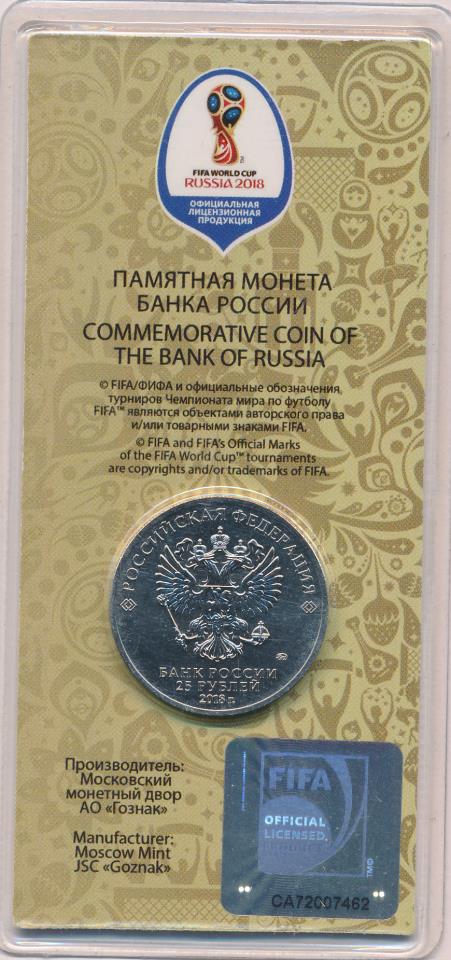 FIFA WORLD CUP
RUSSIA 2018
ОФИЦИАЛЬНАЯ
ЛИЦЕНЗИОННАЯ
ПРОДУКЦИЯ
ПАМЯТНАЯ МОНЕТА
БАНКА РОССИИ
COMMEMORATIVE COIN OF
THE BANK OF RUSSIA
© FIFA/ФИФА и официальные обозначения
турниров Чемпионата мира по футболу
FIFA™ являются объектами авторского права
и/или товарными знаками FIFA.
© FIFA and FIFA's Official Marks
of the FIFA World Cup™ tournaments
are copyrights and/or trademarks of FIFA.
РОССИЙСКАЯ ФЕДЕРАЦИЯ
БАНК РОССИИ
25 РУБЛЕЙ
2018 г.
Производитель:
Московский
монетный двор
АО «Гознак»
Manufacturer:
Moscow Mint
JSC «Goznak»
FIFA
OFFICIAL
LICENSED
TM©
CA72007462